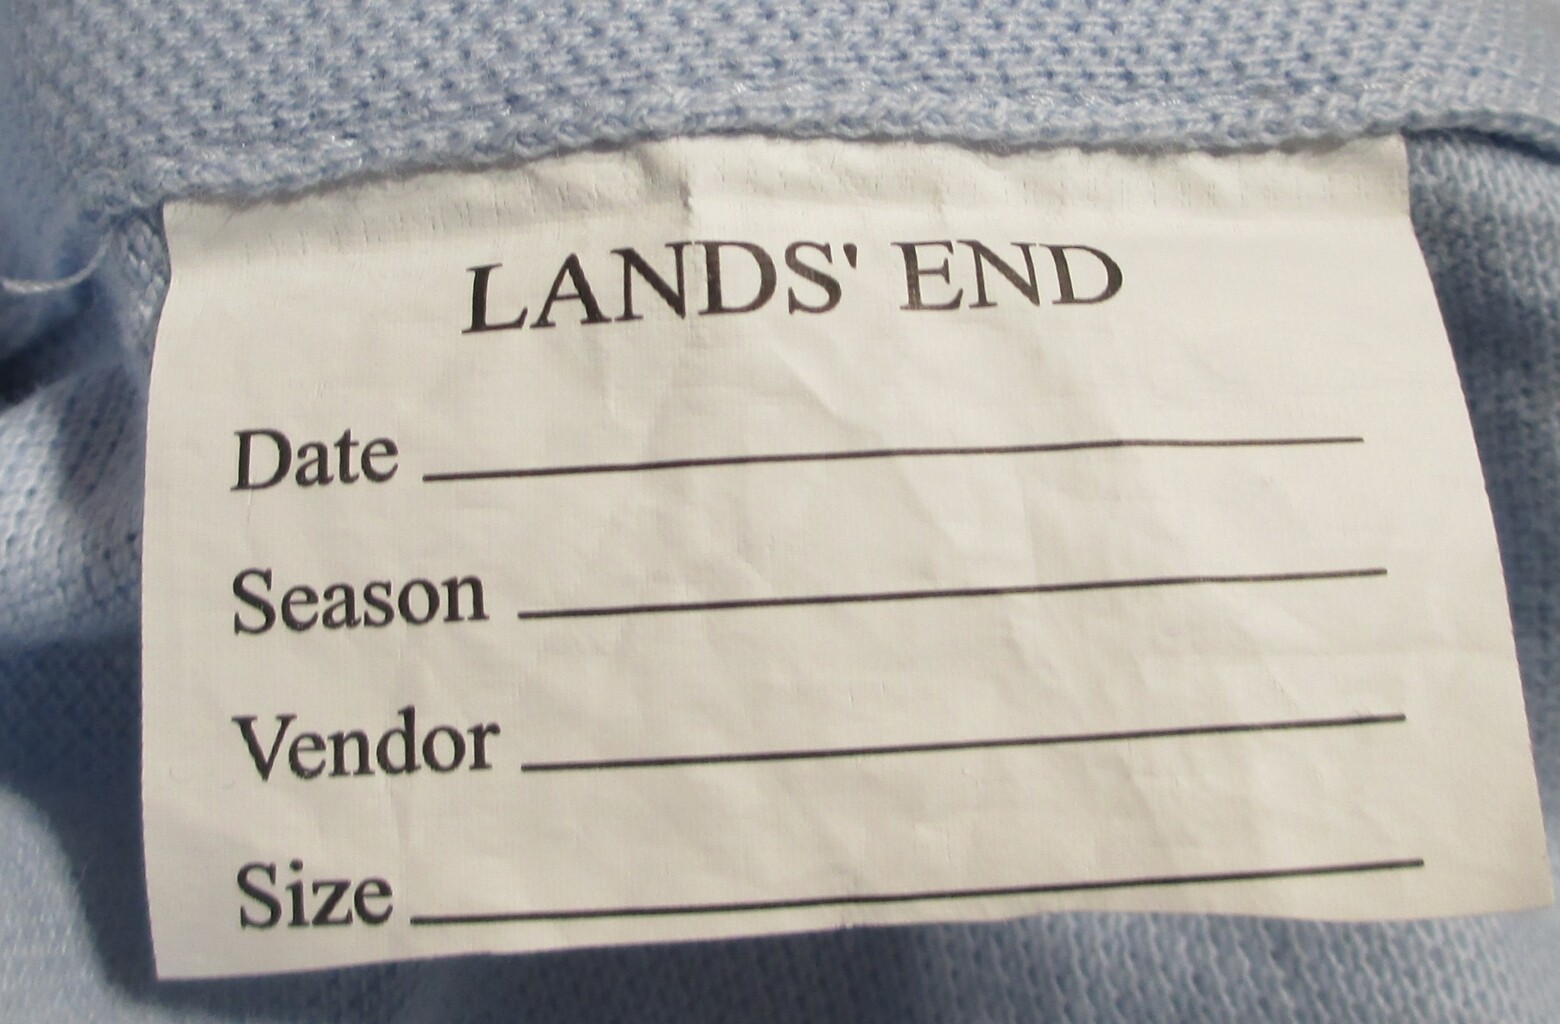 LANDS' END
Date
Season
Vendor
Size